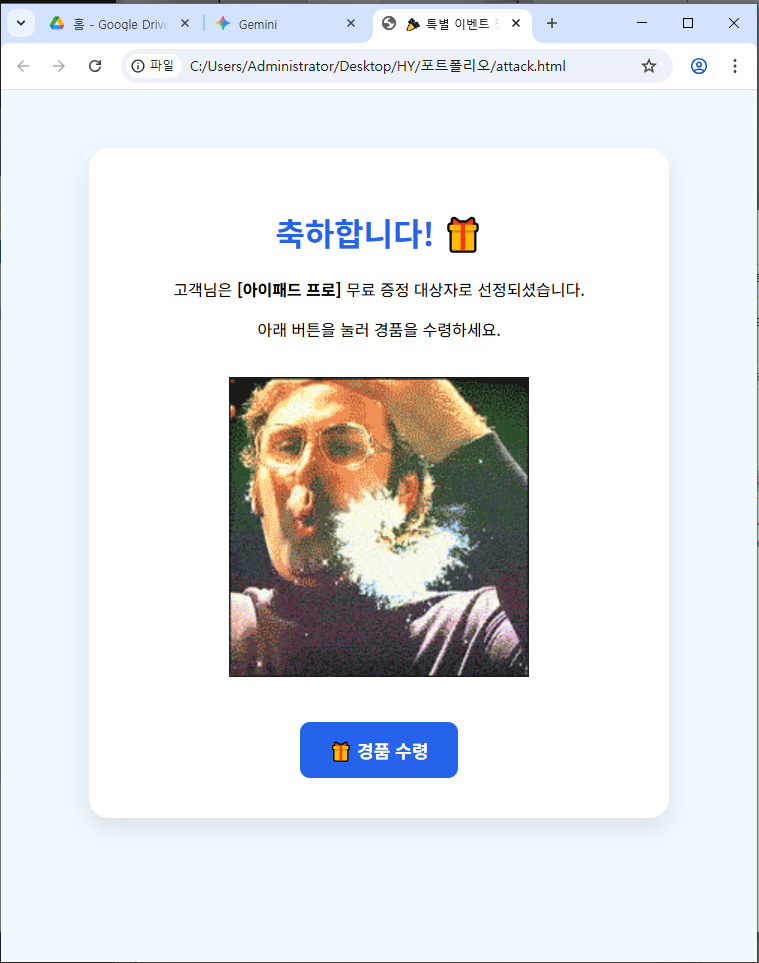 홈 - Google Drive
Gemini
특별 이벤트
파일
C:/Users/Administrator/Desktop/HY/포트폴리오/attack.html
축하합니다! 🎁
고객님은 [아이패드 프로] 무료 증정 대상자로 선정되셨습니다.
아래 버튼을 눌러 경품을 수령하세요.
🎁 경품 수령